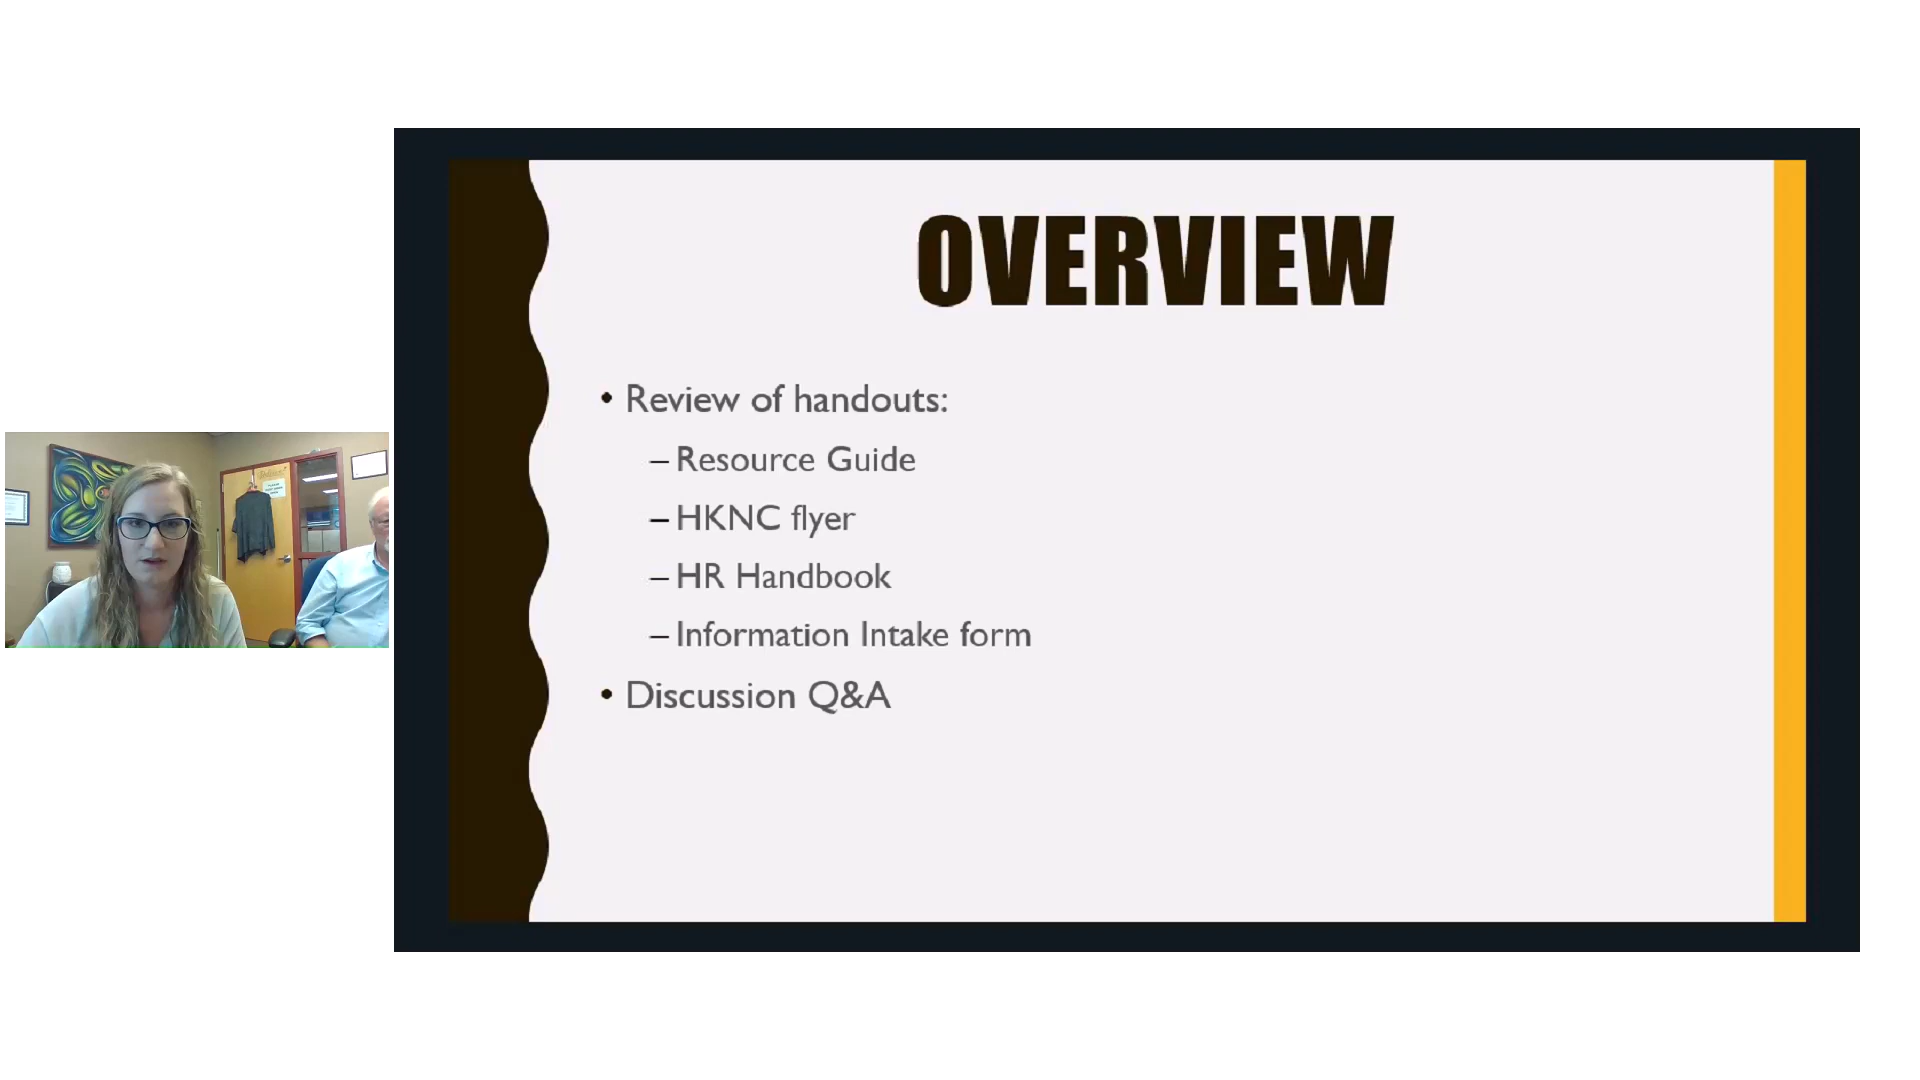 OVERVIEW
• Review of handouts:
– Resource Guide
– HKNC flyer
– HR Handbook
– Information Intake form
• Discussion Q&A